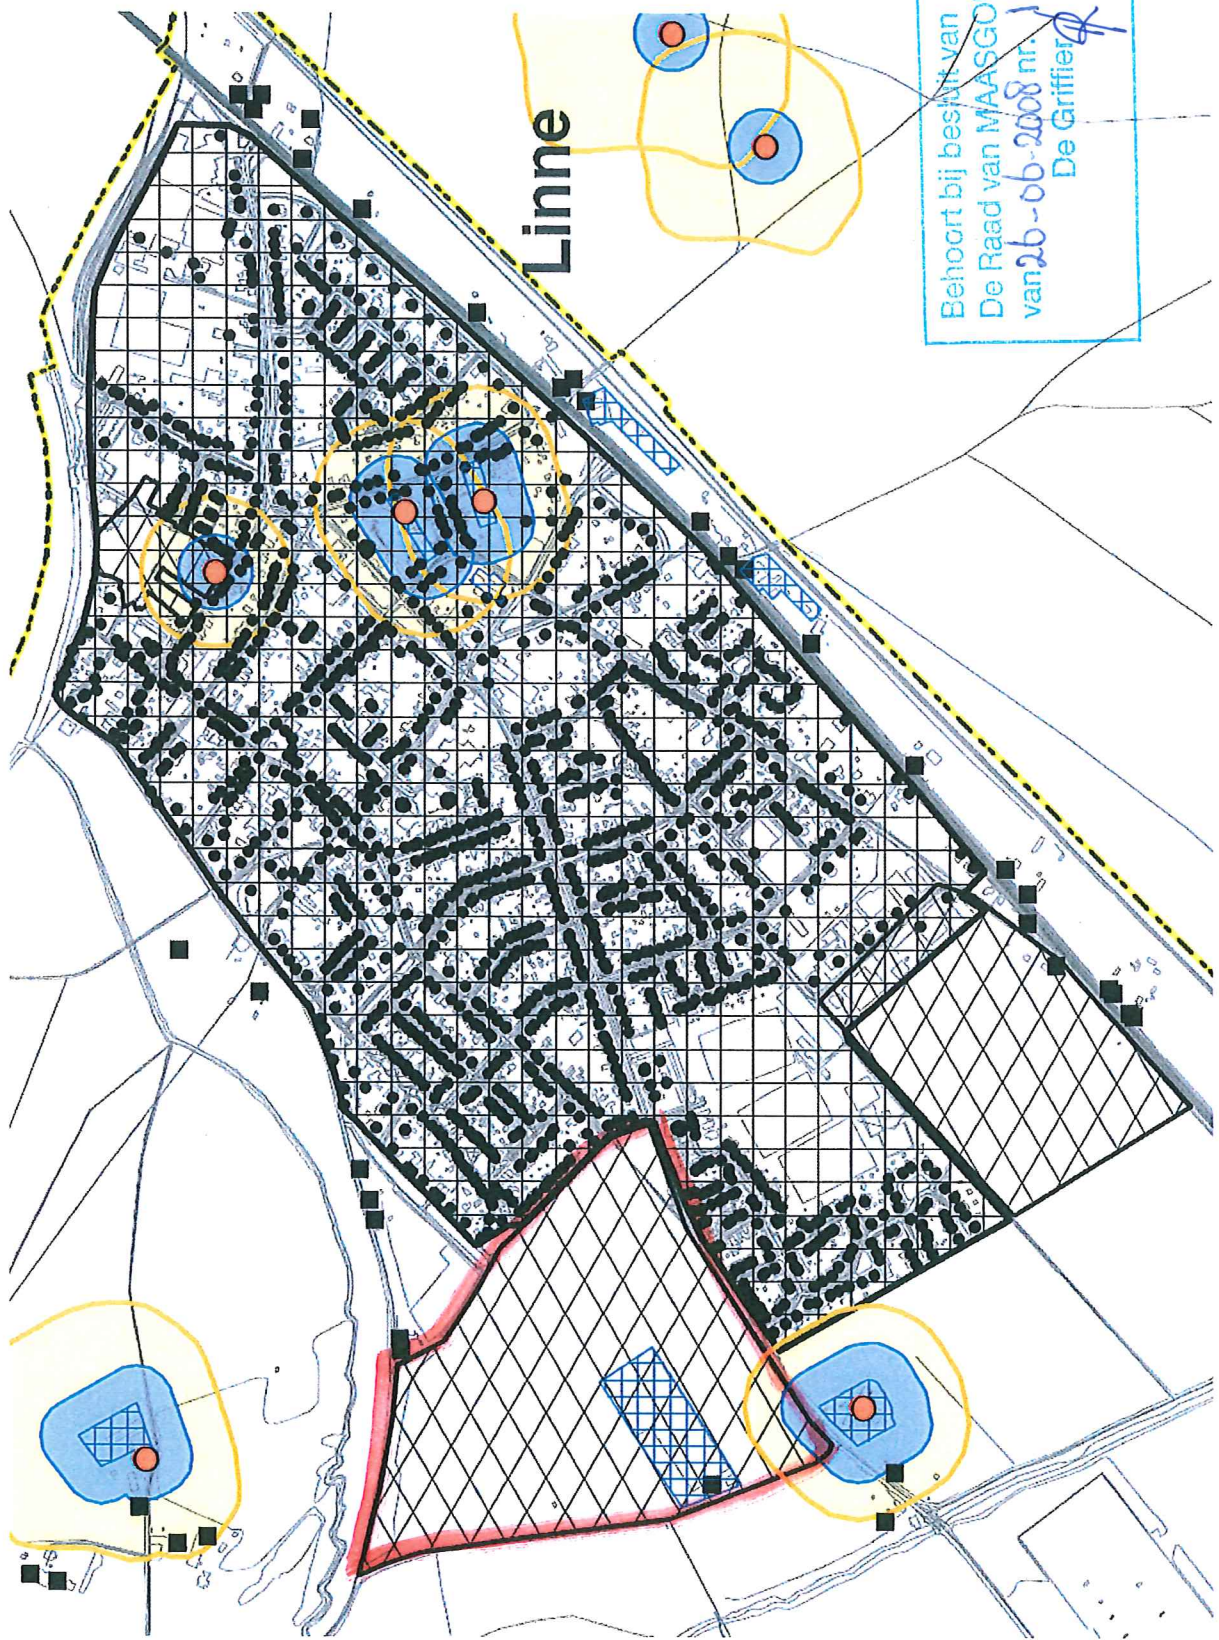 Linne
Behoort bij besluit van
De Raad van MAASGO
van 26-06-2008 nr.
De Griffier